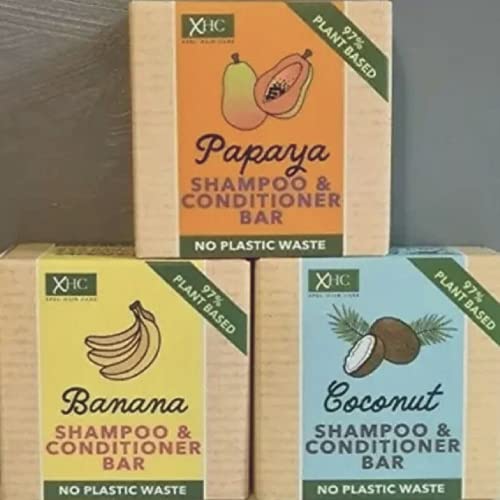 XHC
97%
PLANT BASED
Papaya
SHAMPOO &
CONDITIONER
BAR
NO PLASTIC WASTE
XHC
97%
PLANT BASED
Banana
SHAMPOO &
CONDITIONER
BAR
NO PLASTIC WASTE
XHC
97%
PLANT BASED
Coconut
SHAMPOO &
CONDITIONER
BAR
NO PLASTIC WASTE